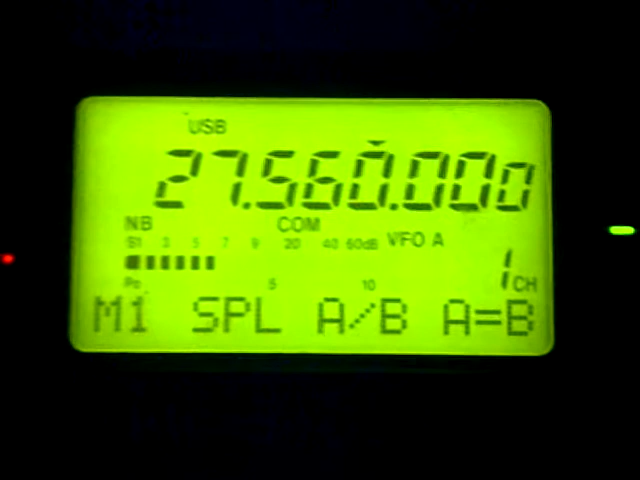 USB
27.560.000
NB COM
S1 3 5 7 9 20 40 60dB VFO A
1CH
Po 5 10
M1 SPL A/B A=B